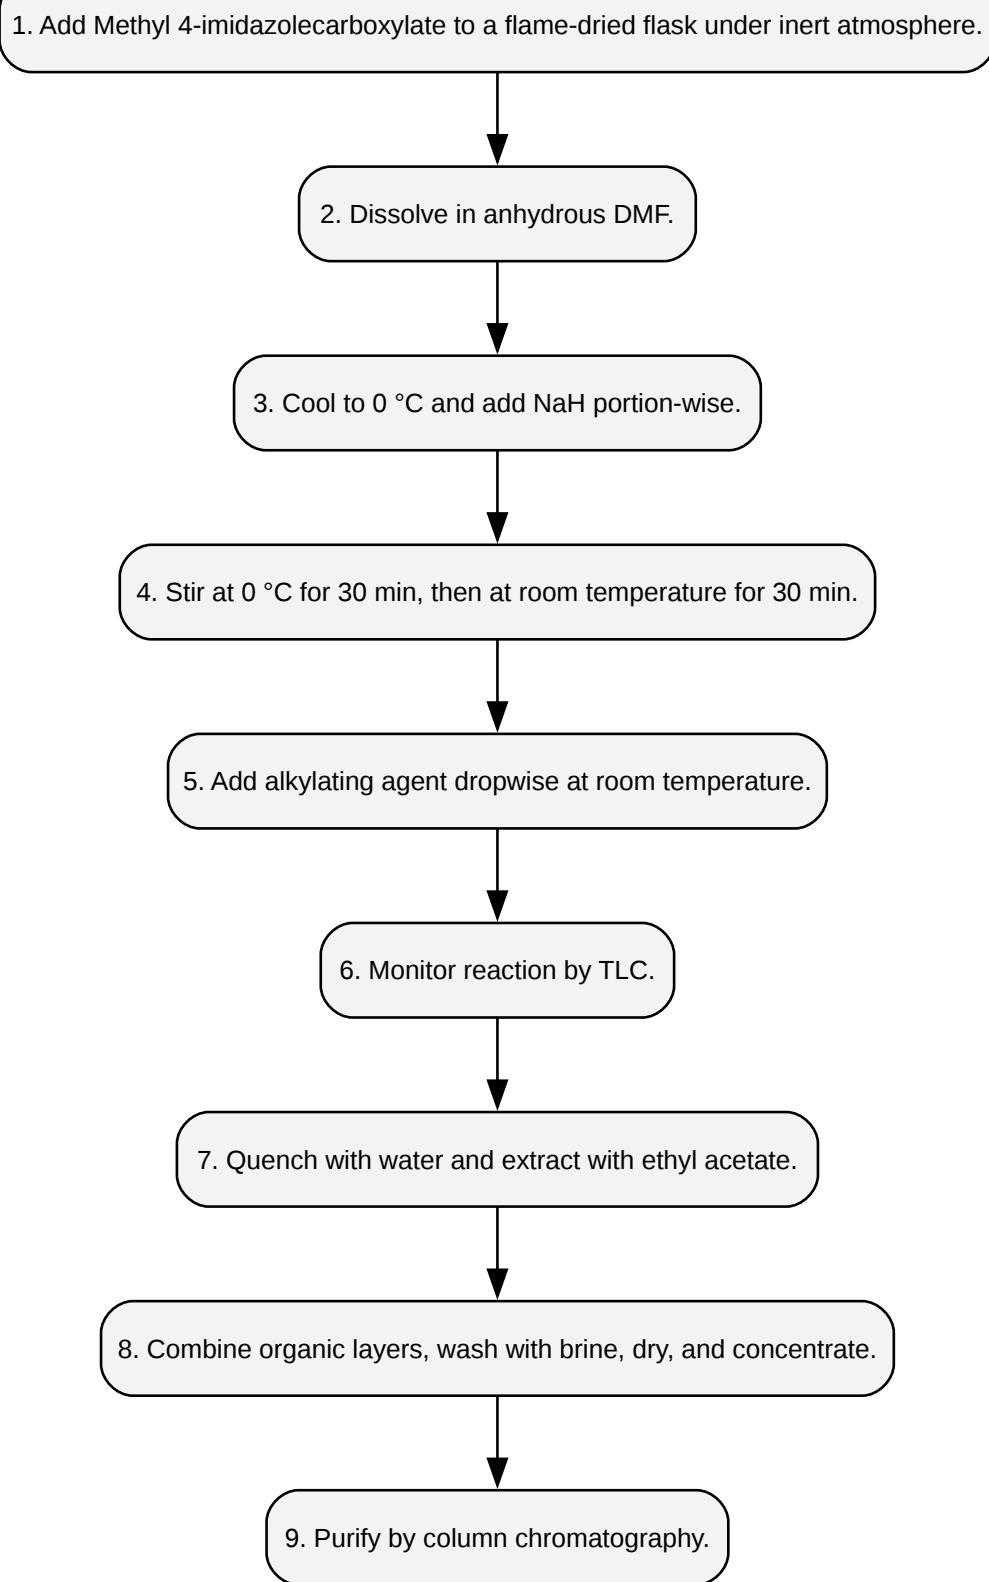 1. Add Methyl 4-imidazolecarboxylate to a flame-dried flask under inert atmosphere.
2. Dissolve in anhydrous DMF.
3. Cool to 0 °C and add NaH portion-wise.
4. Stir at 0 °C for 30 min, then at room temperature for 30 min.
5. Add alkylating agent dropwise at room temperature.
6. Monitor reaction by TLC.
7. Quench with water and extract with ethyl acetate.
8. Combine organic layers, wash with brine, dry, and concentrate.
9. Purify by column chromatography.